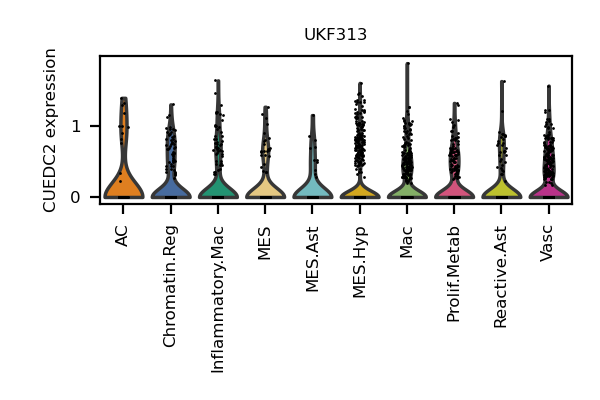 UKF313
CUEDC2 expression
1
0
AC
Chromatin.Reg
Inflammatory.Mac
MES
MES.Ast
MES.Hyp
Mac
Prolif.Metab
Reactive.Ast
Vasc